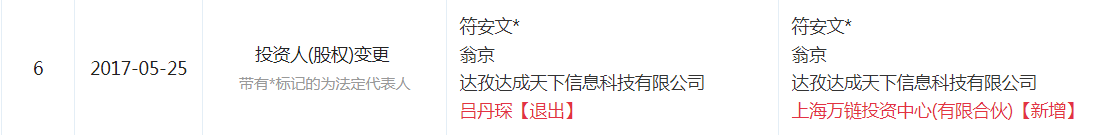 6
2017-05-25
投资人(股权)变更
带有*标记的为法定代表人
符安文*
翁京
达孜达成天下信息科技有限公司
吕丹琛【退出】
符安文*
翁京
达孜达成天下信息科技有限公司
上海万链投资中心(有限合伙)【新增】